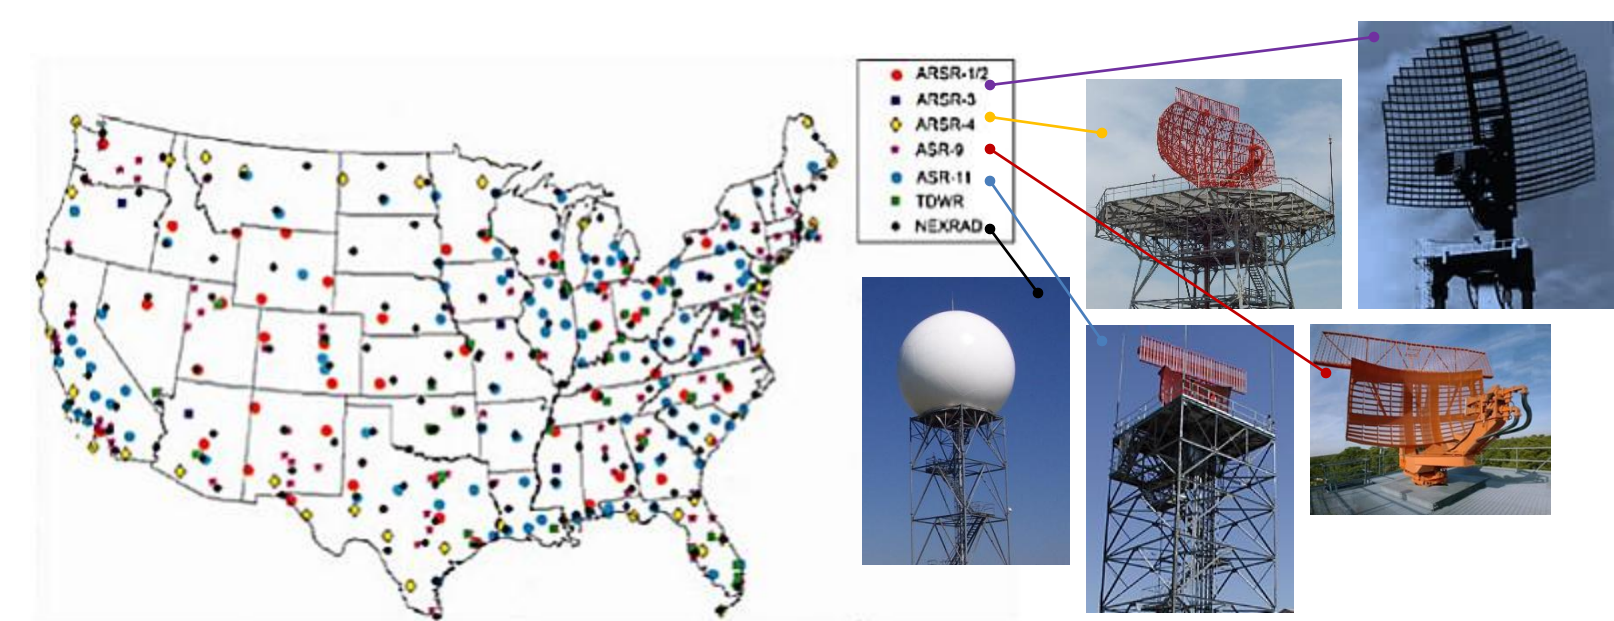 ARSR-1/2
ARSR-3
ARSR-4
ASR-9
ASR-11
TDWR
NEXRAD